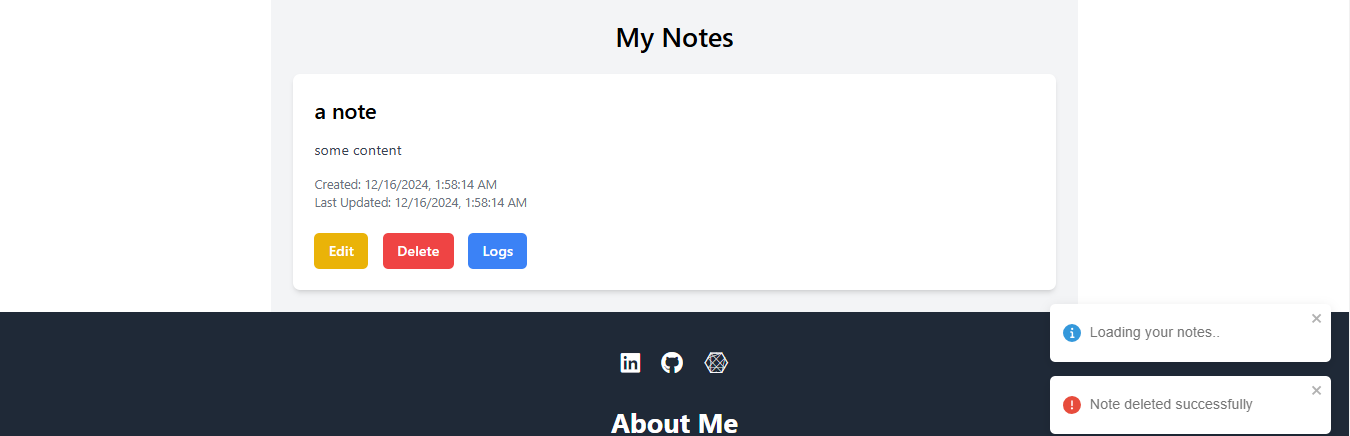 My Notes
a note
some content
Created: 12/16/2024, 1:58:14 AM
Last Updated: 12/16/2024, 1:58:14 AM
Edit Delete Logs
Loading your notes..
Note deleted successfully
About Me